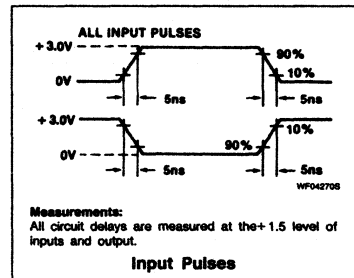 ALL INPUT PULSES
+ 3.0V
90%
10%
0V
5ns
5ns
+ 3.0V
10%
0V
90%
5ns
5ns
WF04270S
Measurements:
All circuit delays are measured at the+ 1.5 level of
inputs and output.
Input Pulses